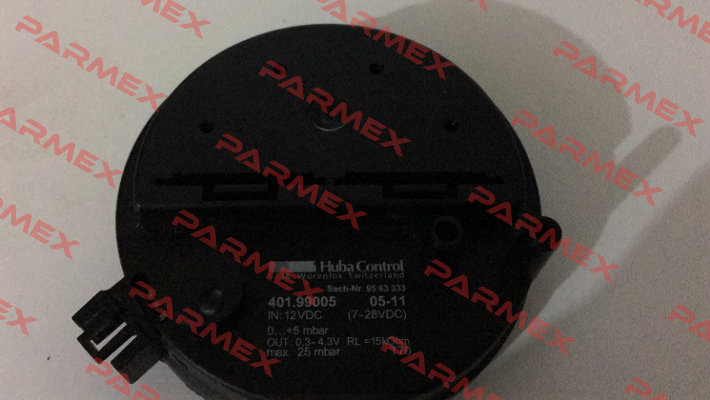 Huba Control
Würenlos Switzerland
Sach-Nr. 95 63 333
401.99005 05-11
IN: 12VDC (7-28VDC)
0...+5 mbar
OUT: 0,3-4,3V RL =15kOhm
max. 25 mbar
PARMEX
PARMEX
PARMEX
PARMEX
PARMEX
PARMEX
PARMEX
PARMEX
PARMEX
PARMEX
PARMEX